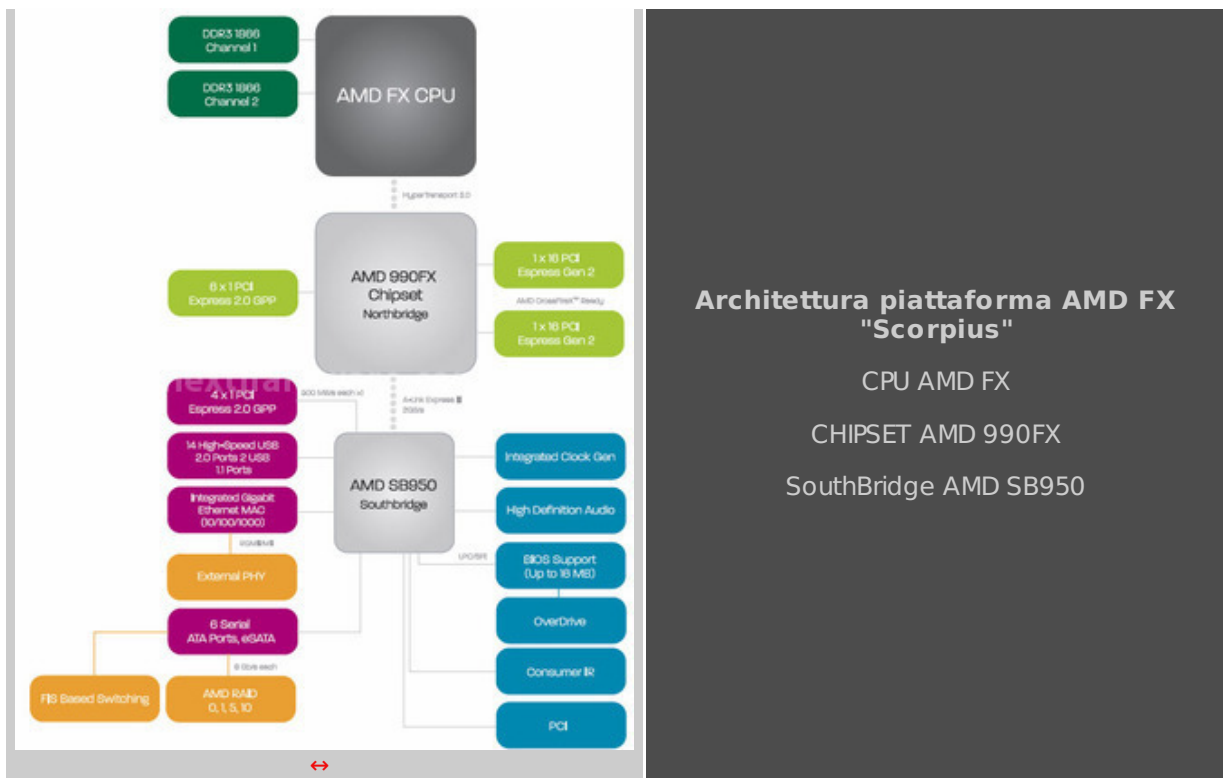 DDR3 1866
Channel 1
DDR3 1866
Channel 2
AMD FX CPU
HyperTransport 3.0
AMD 990FX
Chipset
Northbridge
6 x 1 PCI
Express 2.0 GPP
1 x 16 PCI
Espress Gen 2
AMD CrossFireX™ Ready
1 x 16 PCI
Espress Gen 2
4 x 1 PCI
Espress 2.0 GPP
A-Link Express III
2GB/s
14 High-Speed USB
2.0 Ports 2 USB
1.1 Ports
Integrated Gigabit
Ethernet MAC
(10/100/1000)
External PHY
6 Serial
ATA Ports, eSATA
6 Gb/s each
FIS Based Switching
AMD RAID
0, 1, 5, 10
AMD SB950
Southbridge
Integrated Clock Gen
High Definition Audio
LPC/SPI
BIOS Support
(Up to 16 MB)
OverDrive
Consumer IR
PCI
↔
Architettura piattaforma AMD FX
"Scorpius"
CPU AMD FX
CHIPSET AMD 990FX
SouthBridge AMD SB950